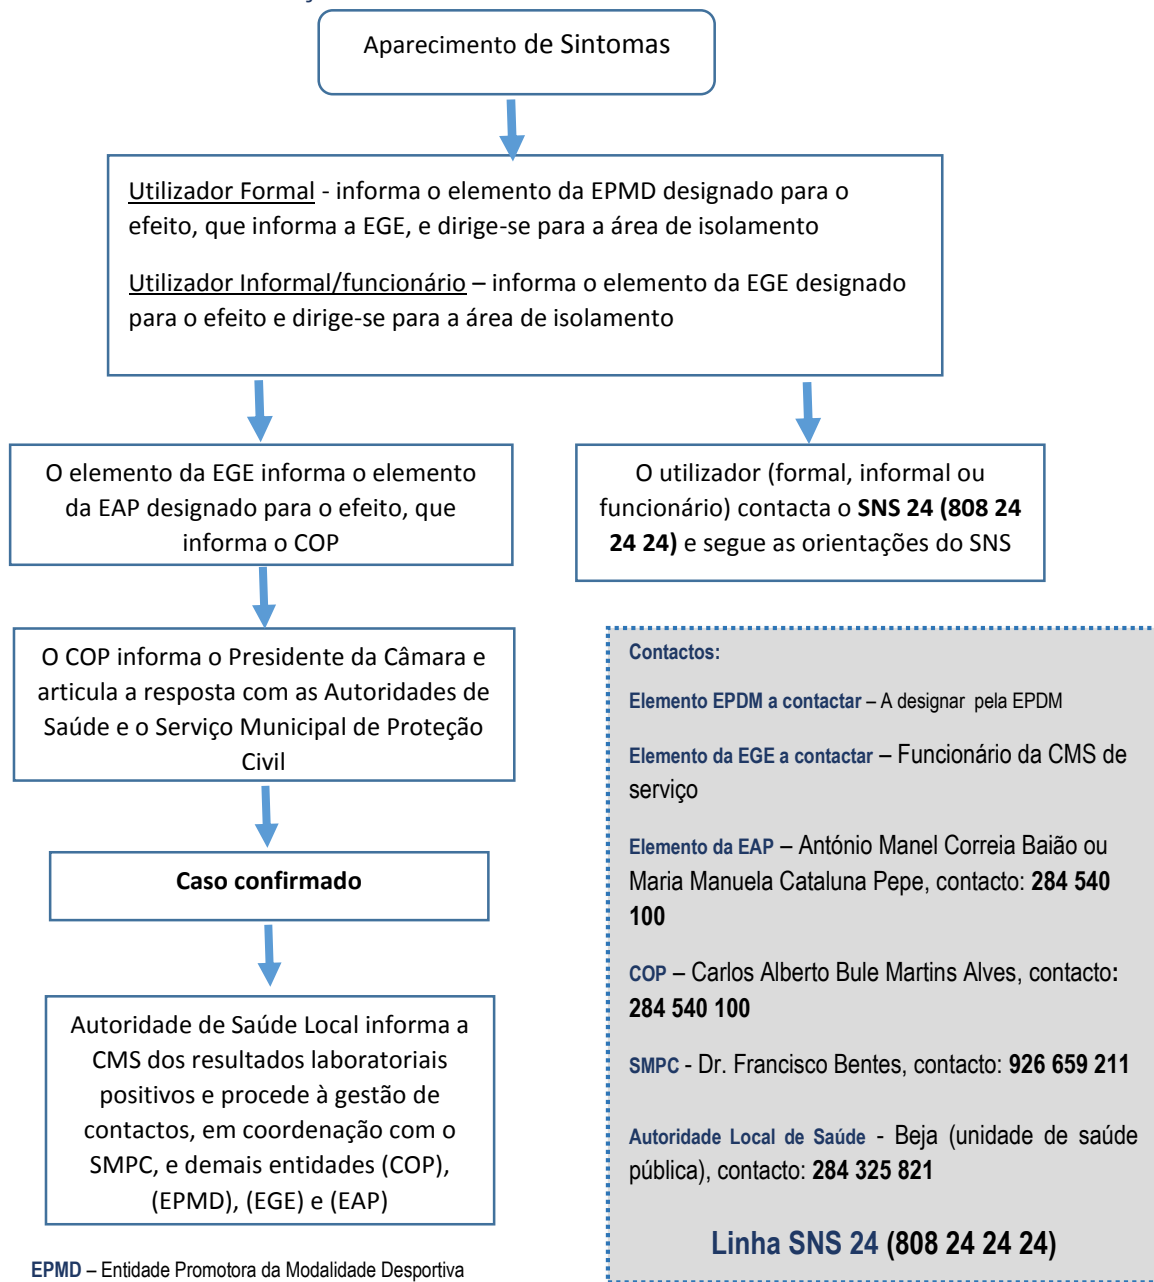 Aparecimento de Sintomas
Utilizador Formal - informa o elemento da EPMD designado para o
efeito, que informa a EGE, e dirige-se para a área de isolamento
Utilizador Informal/funcionário – informa o elemento da EGE designado
para o efeito e dirige-se para a área de isolamento
O elemento da EGE informa o elemento
da EAP designado para o efeito, que
informa o COP
O utilizador (formal, informal ou
funcionário) contacta o SNS 24 (808 24
24 24) e segue as orientações do SNS
O COP informa o Presidente da Câmara e
articula a resposta com as Autoridades de
Saúde e o Serviço Municipal de Proteção
Civil
Caso confirmado
Autoridade de Saúde Local informa a
CMS dos resultados laboratoriais
positivos e procede à gestão de
contactos, em coordenação com o
SMPC, e demais entidades (COP),
(EPMD), (EGE) e (EAP)
Contactos:
Elemento EPDM a contactar – A designar pela EPDM
Elemento da EGE a contactar – Funcionário da CMS de
serviço
Elemento da EAP – António Manel Correia Baião ou
Maria Manuela Cataluna Pepe, contacto: 284 540
100
COP – Carlos Alberto Bule Martins Alves, contacto:
284 540 100
SMPC - Dr. Francisco Bentes, contacto: 926 659 211
Autoridade Local de Saúde - Beja (unidade de saúde
pública), contacto: 284 325 821
Linha SNS 24 (808 24 24 24)
EPMD – Entidade Promotora da Modalidade Desportiva